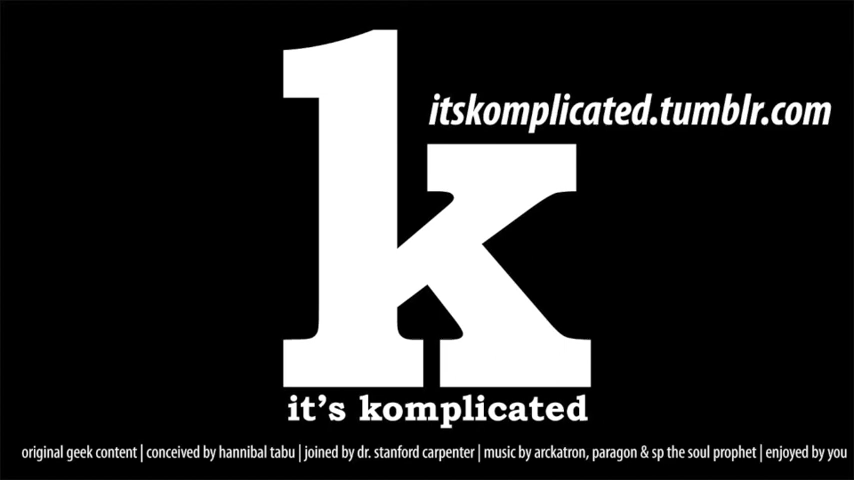 itskomplicated.tumblr.com
k
it's komplicated
original geek content | conceived by hannibal tabu | joined by dr. stanford carpenter | music by arckatron, paragon & sp the soul prophet | enjoyed by you